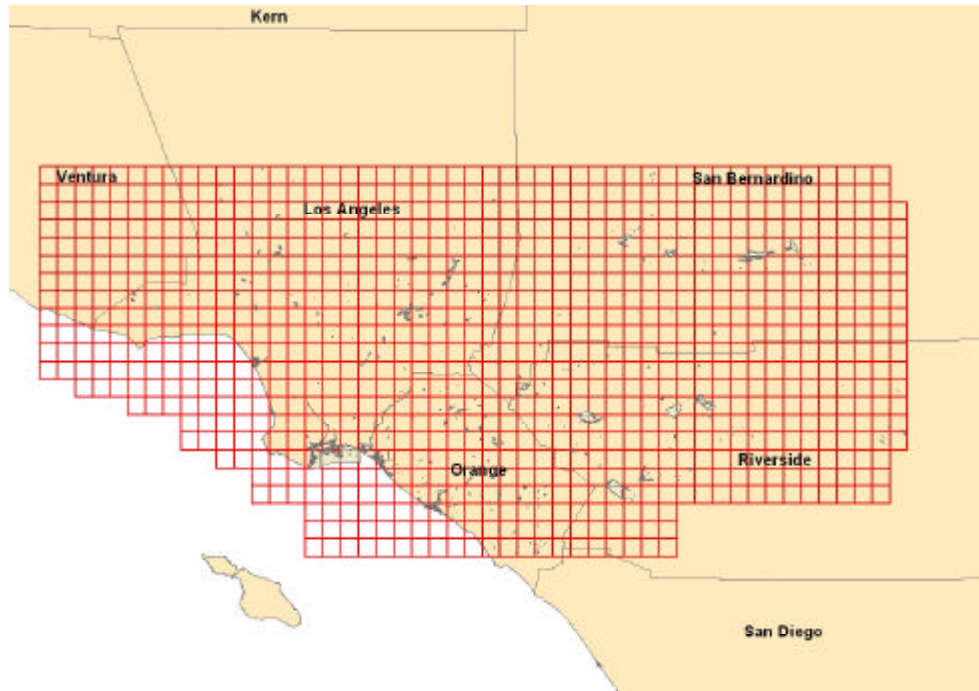 Kern
Ventura
San Bernardino
Los Angeles
Riverside
Orange
San Diego